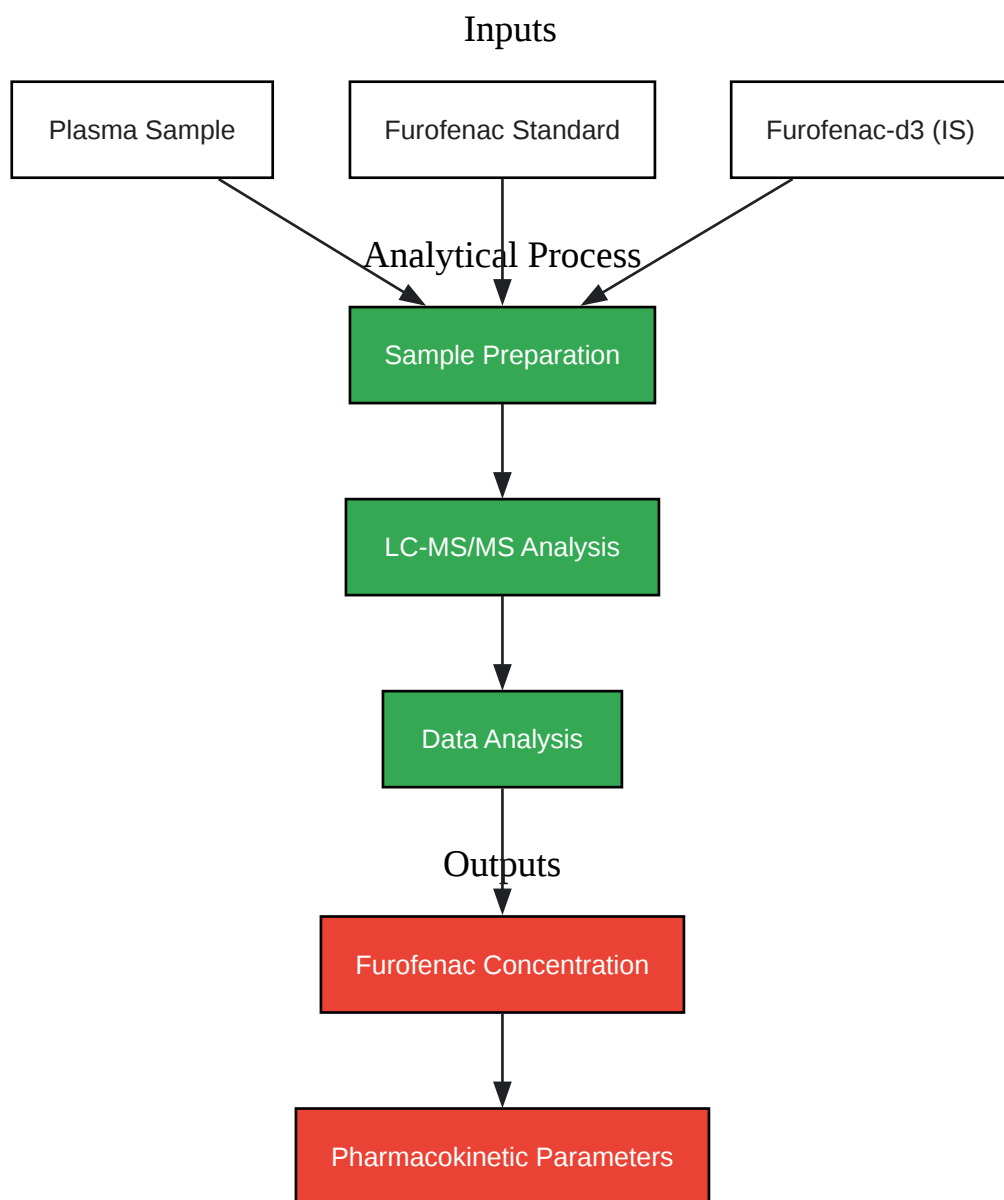 Inputs
Plasma Sample
Furofenac Standard
Furofenac-d3 (IS)
Analytical Process
Sample Preparation
LC-MS/MS Analysis
Data Analysis
Outputs
Furofenac Concentration
Pharmacokinetic Parameters